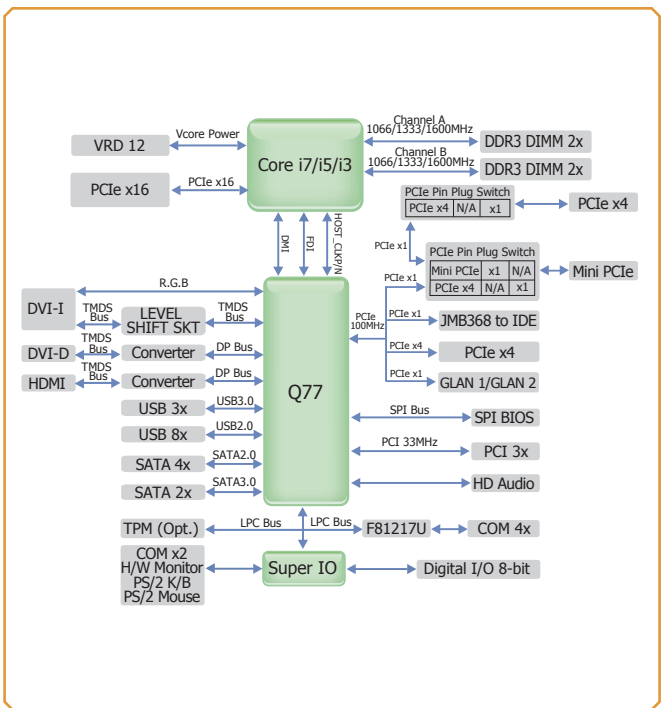 Channel A
1066/1333/1600MHz
VRD 12
Vcore Power
Core i7/i5/i3
DDR3 DIMM 2x
Channel B
1066/1333/1600MHz
DDR3 DIMM 2x
PCIe x16
PCIe x16
PCIe Pin Plug Switch
PCIe x4 N/A x1
PCIe x4
DMI
FDI
HOST_CLKP/N
PCIe x1
PCIe Pin Plug Switch
Mini PCIe x1 N/A
PCIe x4 N/A x1
Mini PCIe
PCIe x1
R.G.B
DVI-I
TMDS
Bus
LEVEL
SHIFT SKT
TMDS
Bus
PCIe
100MHz
PCIe x1
JMB368 to IDE
DVI-D
TMDS
Bus
Converter
DP Bus
PCIe x4
PCIe x4
HDMI
TMDS
Bus
Converter
DP Bus
Q77
PCIe x1
GLAN 1/GLAN 2
USB 3x
USB3.0
SPI Bus
SPI BIOS
USB 8x
USB2.0
PCI 33MHz
PCI 3x
SATA 4x
SATA2.0
HD Audio
SATA 2x
SATA3.0
TPM (Opt.)
LPC Bus
LPC Bus
F81217U
COM 4x
COM x2
H/W Monitor
PS/2 K/B
PS/2 Mouse
Super IO
Digital I/O 8-bit